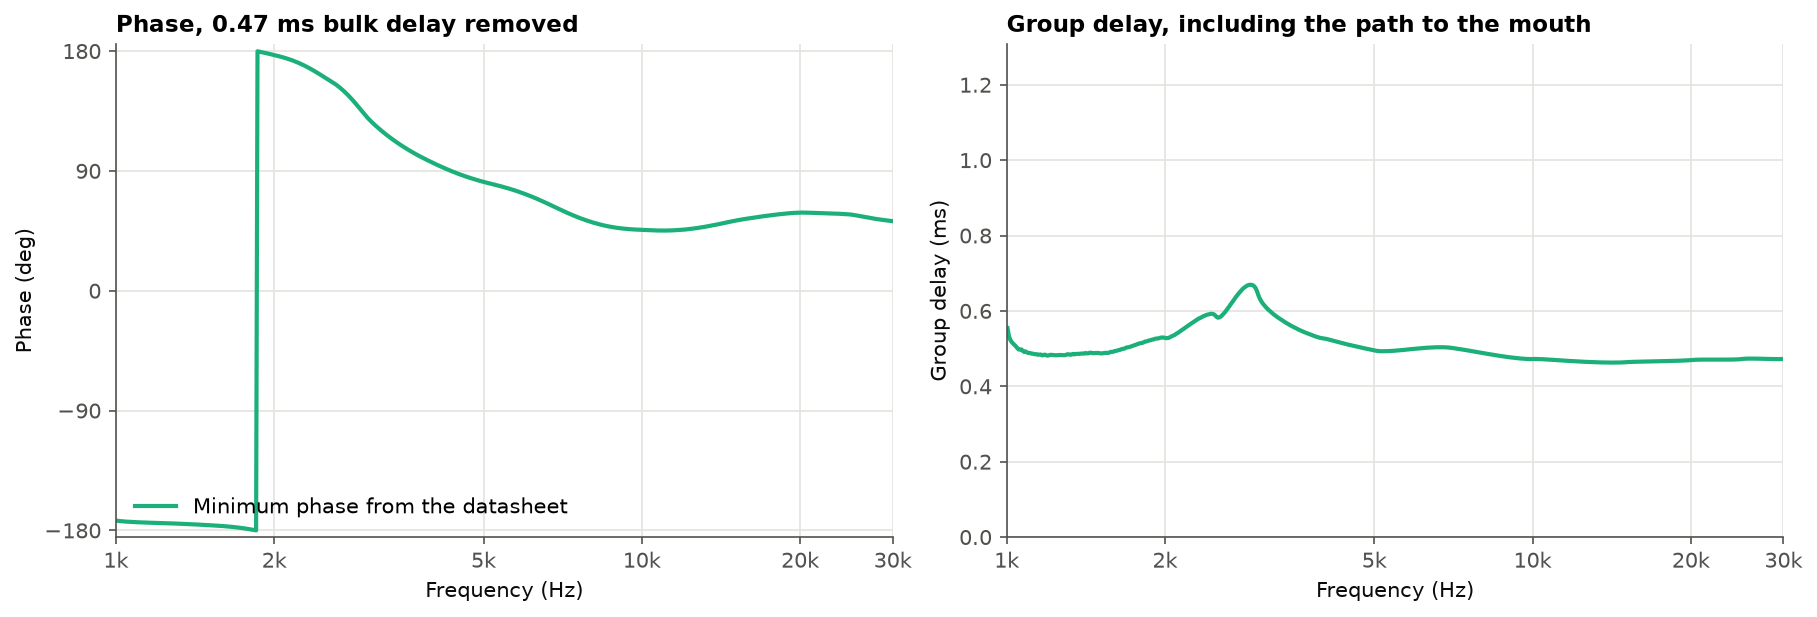 Phase, 0.47 ms bulk delay removed
180
90
0
−90
−180
Phase (deg)
Minimum phase from the datasheet
1k 2k 5k 10k 20k 30k
Frequency (Hz)
Group delay, including the path to the mouth
1.2
1.0
0.8
0.6
0.4
0.2
0.0
Group delay (ms)
1k 2k 5k 10k 20k 30k
Frequency (Hz)